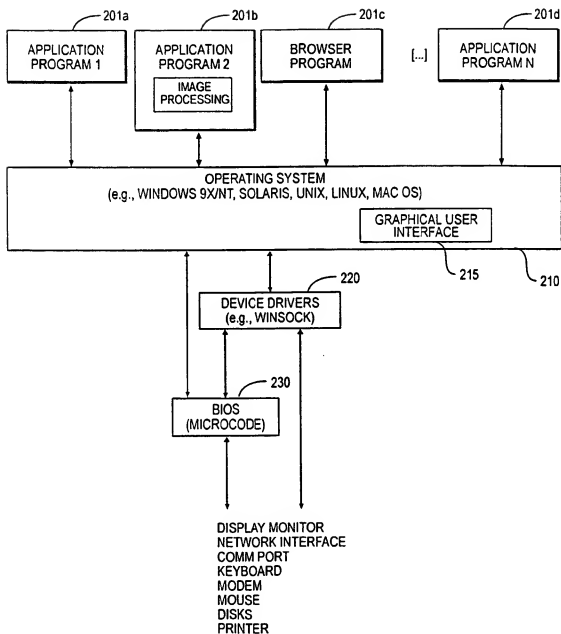 201a
201b
201c
201d
APPLICATION
PROGRAM 1
APPLICATION
PROGRAM 2
IMAGE
PROCESSING
BROWSER
PROGRAM
[...]
APPLICATION
PROGRAM N
OPERATING SYSTEM
(e.g., WINDOWS 9X/NT, SOLARIS, UNIX, LINUX, MAC OS)
GRAPHICAL USER
INTERFACE
215
210
220
DEVICE DRIVERS
(e.g., WINSOCK)
230
BIOS
(MICROCODE)
DISPLAY MONITOR
NETWORK INTERFACE
COMM PORT
KEYBOARD
MODEM
MOUSE
DISKS
PRINTER